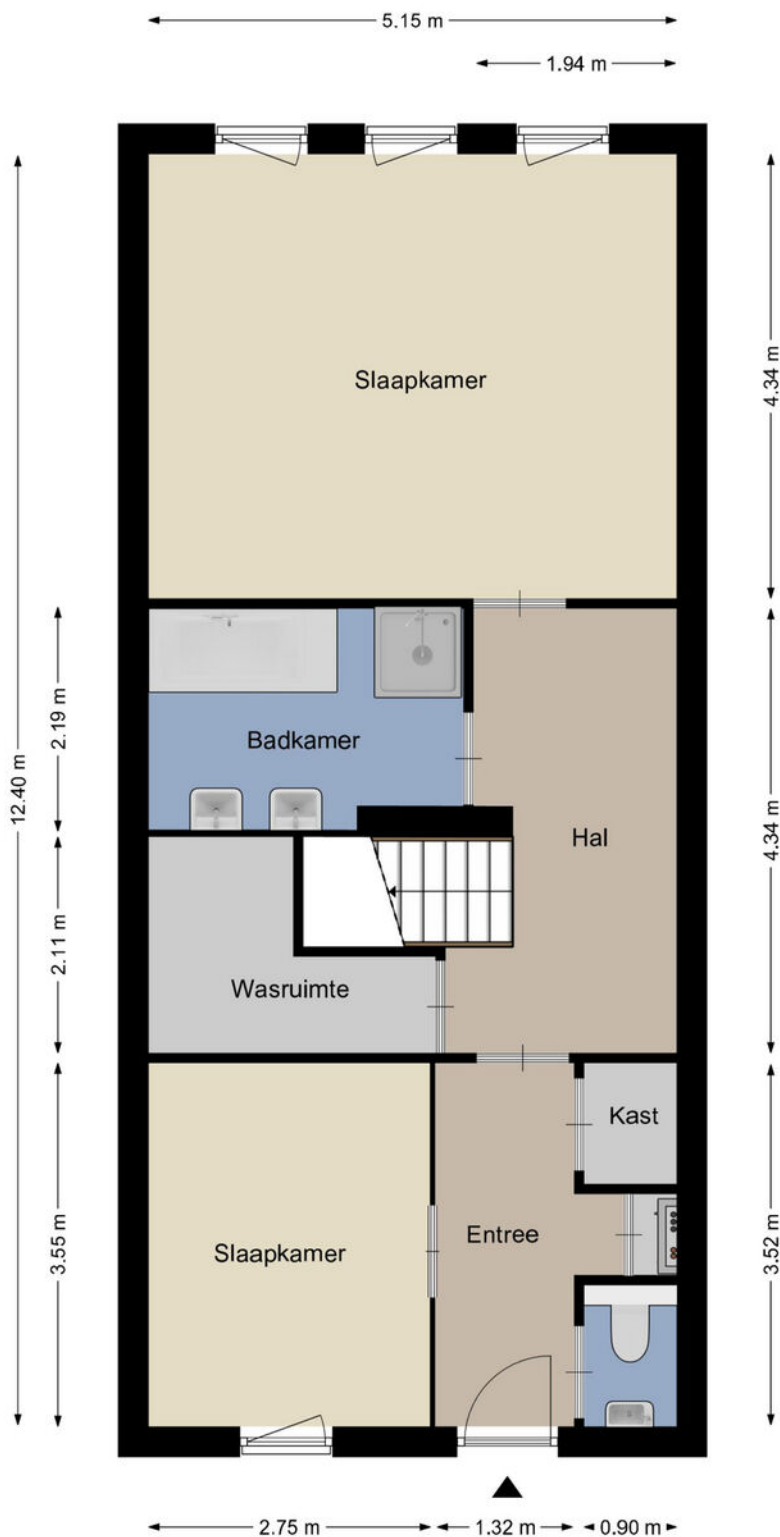 5.15 m
1.94 m
Slaapkamer
4.34 m
12.40 m
2.19 m
Badkamer
Hal
4.34 m
2.11 m
Wasruimte
Kast
3.55 m
Slaapkamer
Entree
3.52 m
2.75 m
1.32 m
0.90 m